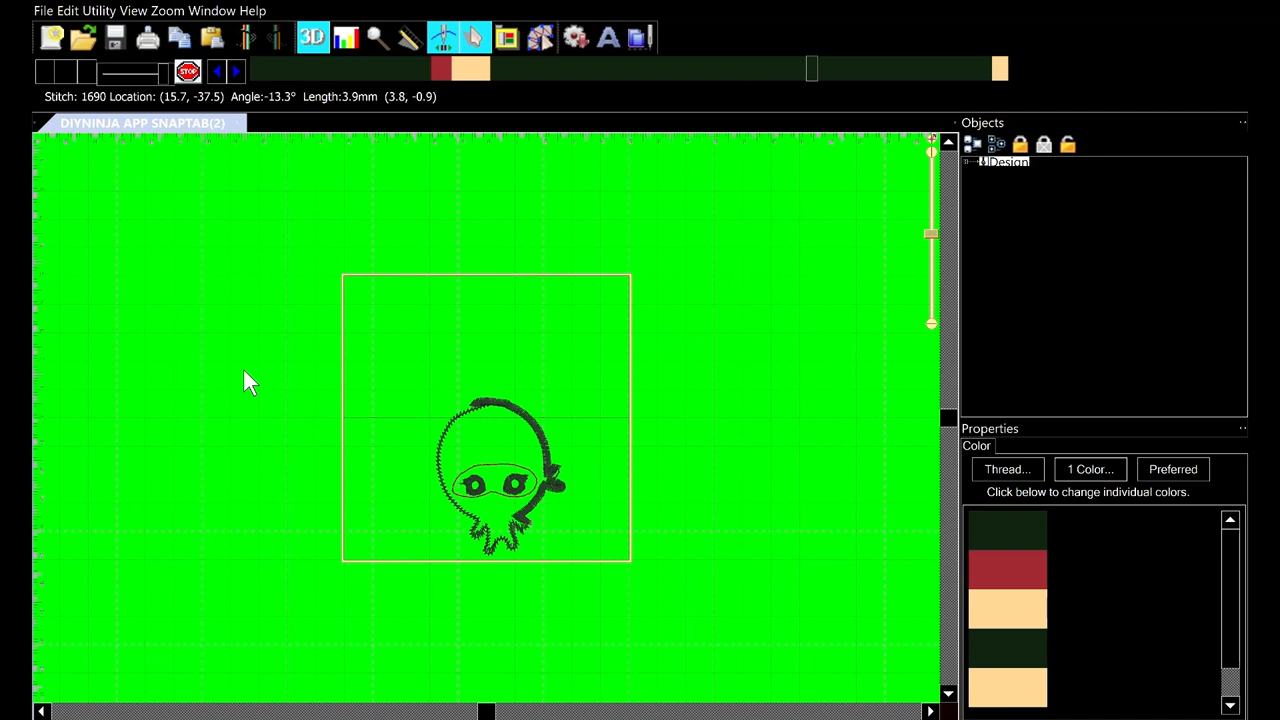 File Edit Utility View Zoom Window Help
3D
STOP
Stitch: 1690 Location: (15.7, -37.5) Angle:-13.3° Length:3.9mm (3.8, -0.9)
DIYNINJA APP SNAPTAB(2)
Objects
Design
Properties
Color
Thread... 1 Color... Preferred
Click below to change individual colors.